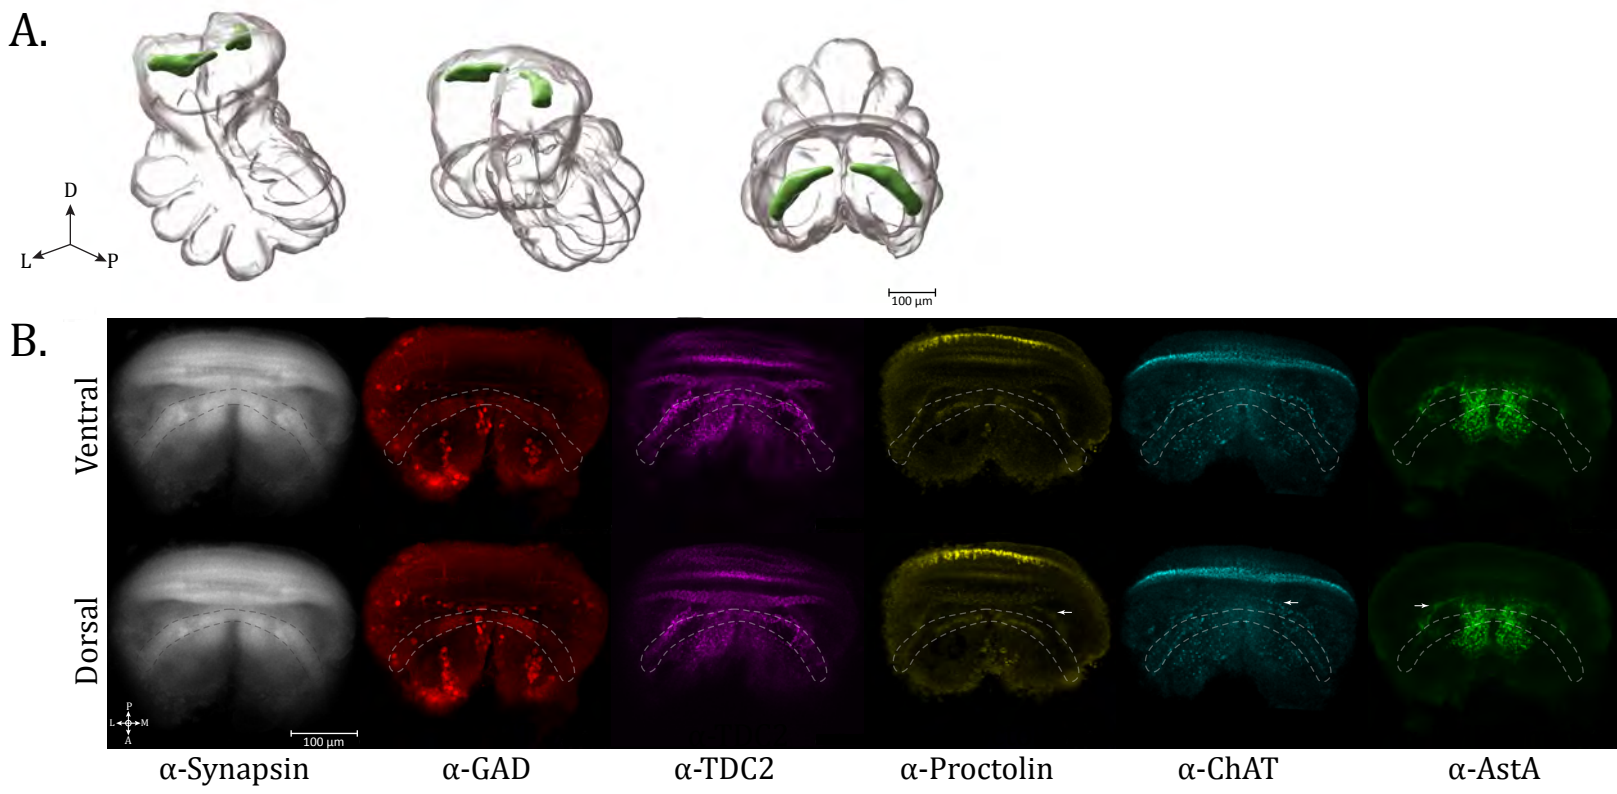 A.
D
L
P
100 µm
B.
Ventral
Dorsal
P
L
M
A
100 µm
α-Synapsin
α-GAD
α-TDC2
α-Proctolin
α-ChAT
α-AstA